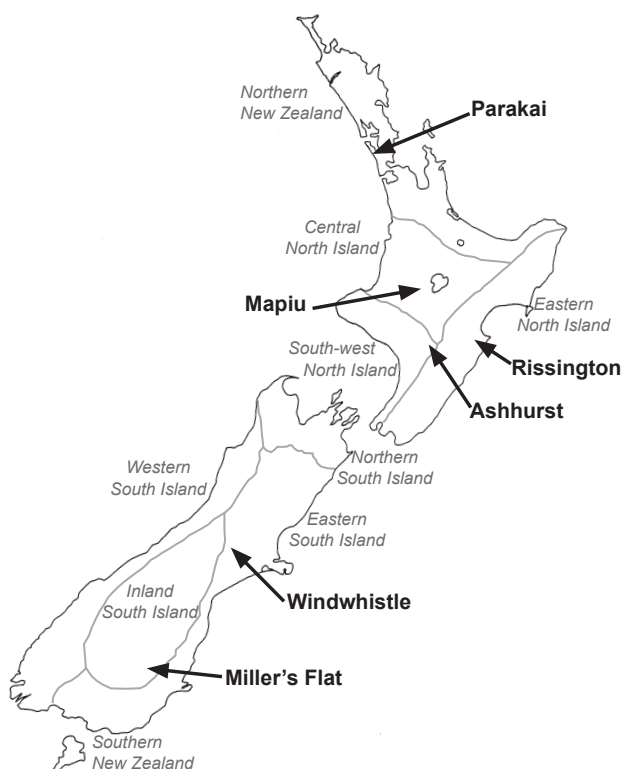 Northern
New Zealand
Parakai
Central
North Island
Mapiu
Eastern
North Island
South-west
North Island
Rissington
Ashhurst
Western
South Island
Northern
South Island
Eastern
South Island
Inland
South Island
Windwhistle
Miller's Flat
Southern
New Zealand